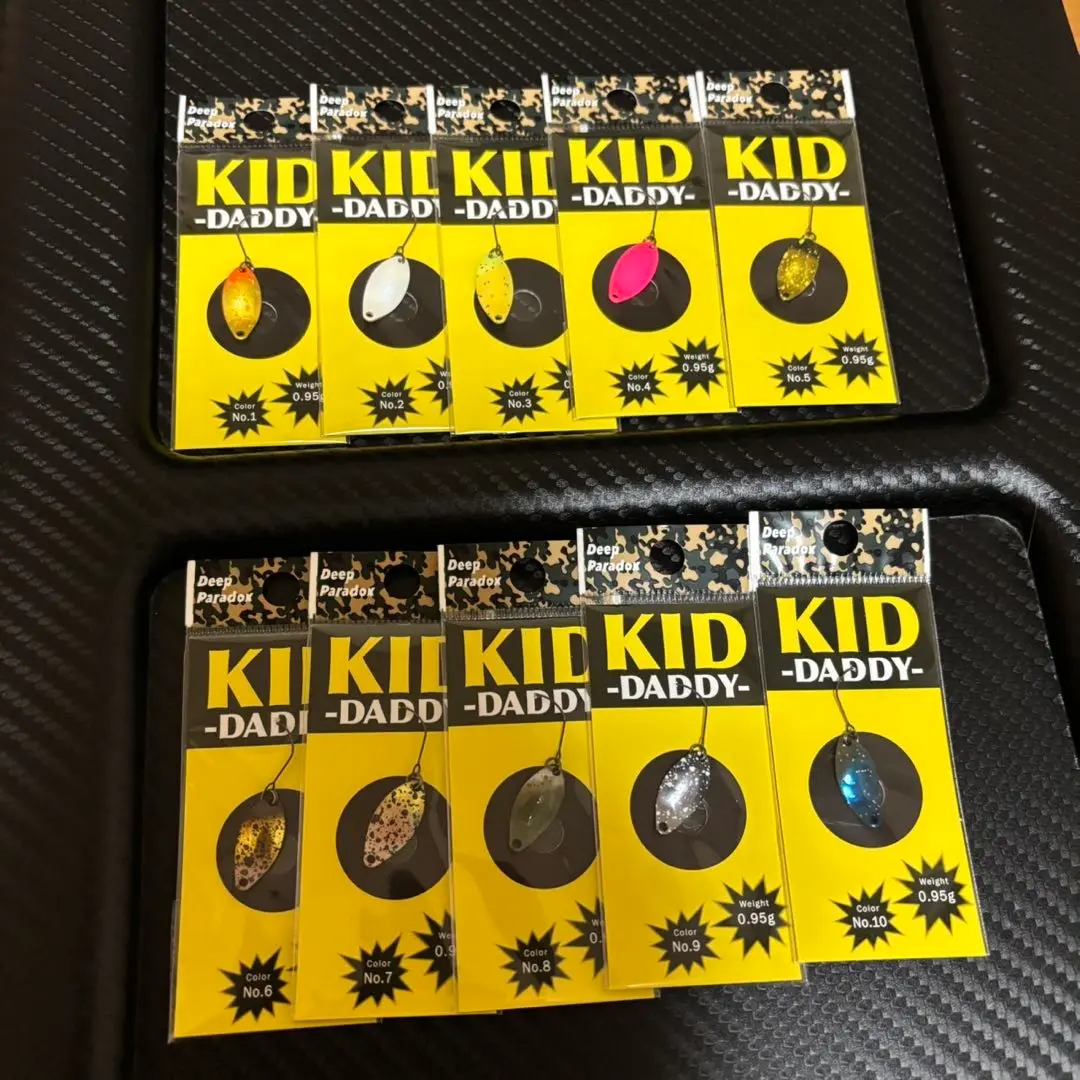 Deep
Paradox
KID
-DADDY-
Color
No.1
Weight
0.95g
Deep
Paradox
KID
-DADDY
Color
No.2
Deep
Paradox
KID
-DADDY
Color
No.3
Deep
Paradox
KID
-DADDY-
Color
No.4
Weight
0.95g
Deep
Paradox
KID
-DADDY-
Color
No.5
Weight
0.95g
Deep
Paradox
KI
-DADD
Color
No.6
Deep
Paradox
KID
-DADD
Color
No.7
Deep
Paradox
KID
-DADDY
Color
No.8
Deep
Paradox
KID
-DADDY-
Color
No.9
Weight
0.95g
Deep
Paradox
KID
-DADDY-
Color
No.10
Weight
0.95g